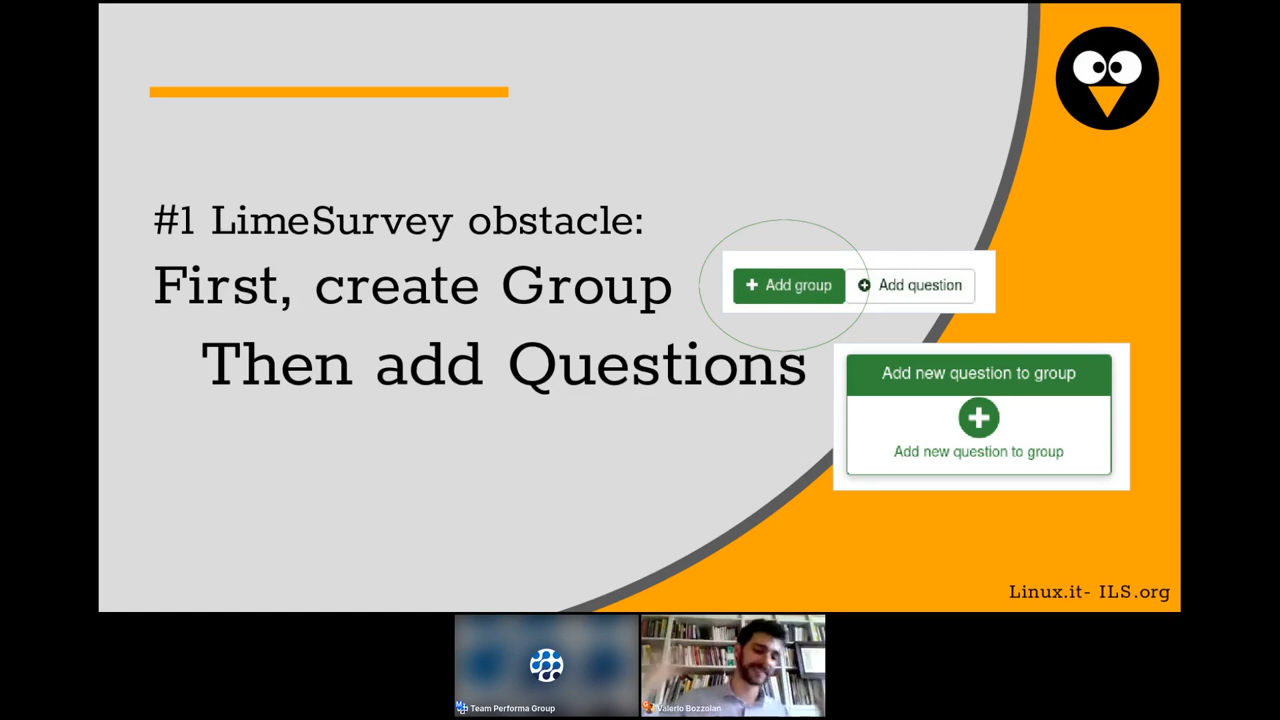 #1 LimeSurvey obstacle:
First, create Group
Add group
Add question
Then add Questions
Add new question to group
Add new question to group
Linux.it- ILS.org
Team Performa Group
Valerio Bozzolan